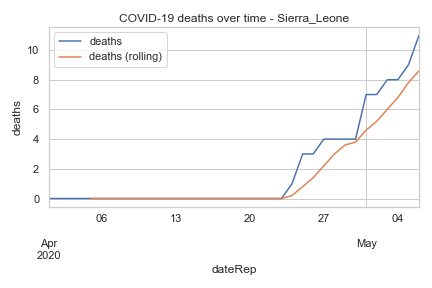 COVID-19 deaths over time - Sierra_Leone
deaths
deaths (rolling)
deaths
10
8
6
4
2
0
06 13 20 27 04
Apr May
2020
dateRep